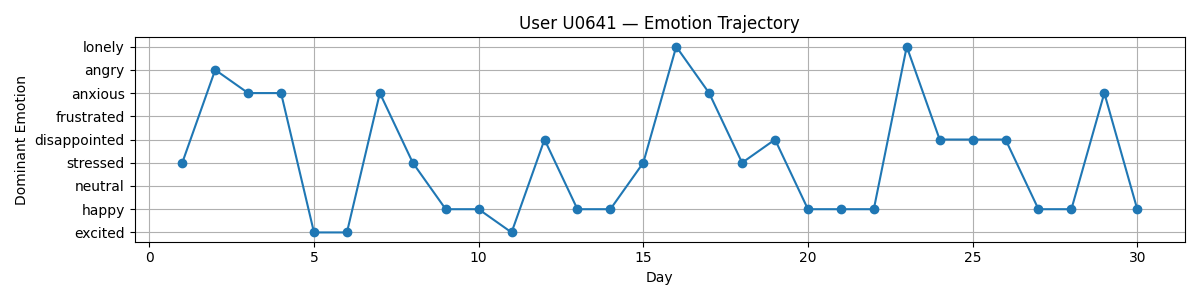 User U0641 — Emotion Trajectory
Dominant Emotion
lonely
angry
anxious
frustrated
disappointed
stressed
neutral
happy
excited
0 5 10 15 20 25 30
Day